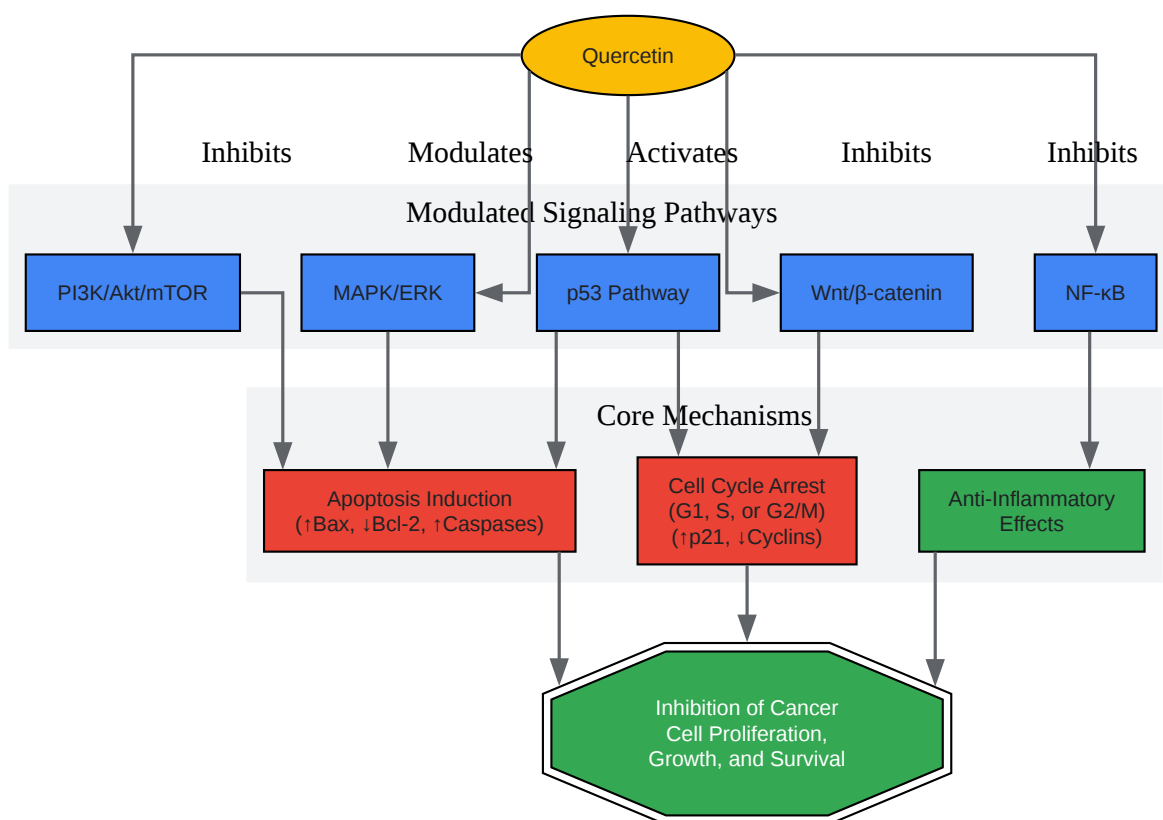 Quercetin
Inhibits
Modulates
Activates
Inhibits
Inhibits
Modulated Signaling Pathways
PI3K/Akt/mTOR
MAPK/ERK
p53 Pathway
Wnt/β-catenin
NF-κB
Core Mechanisms
Apoptosis Induction
(↑Bax, ↓Bcl-2, ↑Caspases)
Cell Cycle Arrest
(G1, S, or G2/M)
(↑p21, ↓Cyclins)
Anti-Inflammatory
Effects
Inhibition of Cancer
Cell Proliferation,
Growth, and Survival